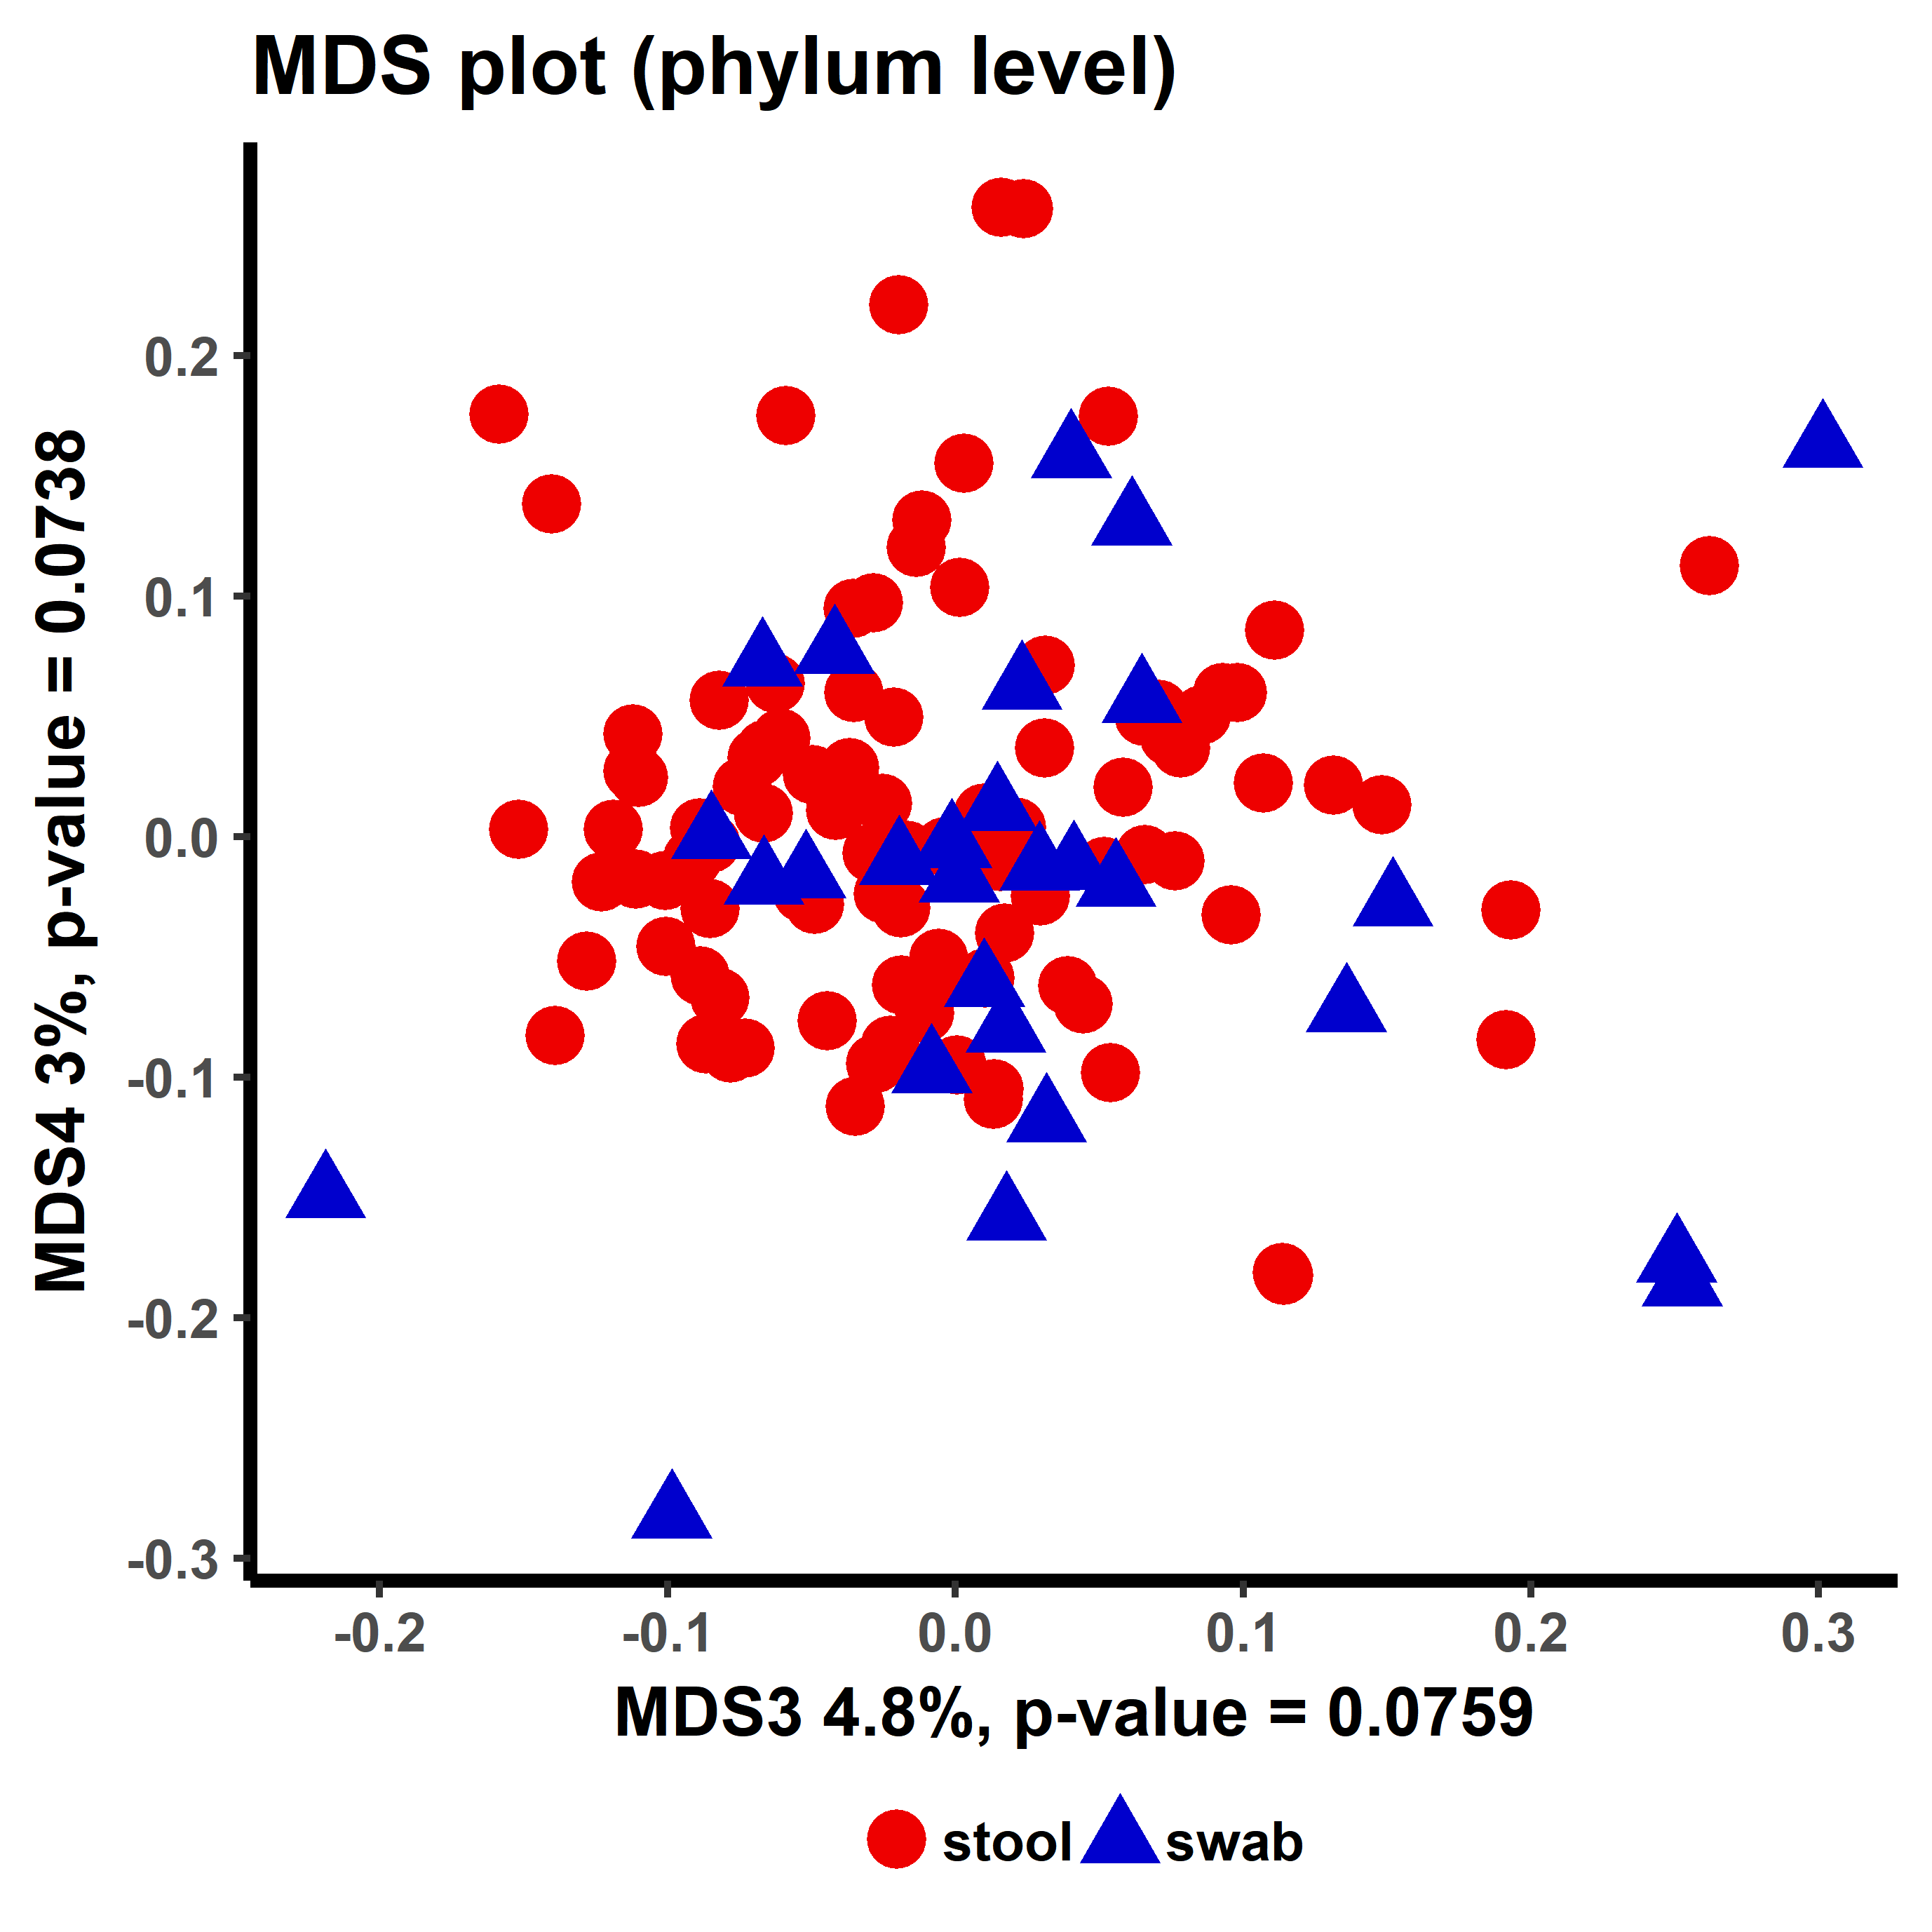 MDS plot (phylum level)
MDS4 3%, p-value = 0.0738
0.2
0.1
0.0
-0.1
-0.2
-0.3
-0.2 -0.1 0.0 0.1 0.2 0.3
MDS3 4.8%, p-value = 0.0759
stool swab